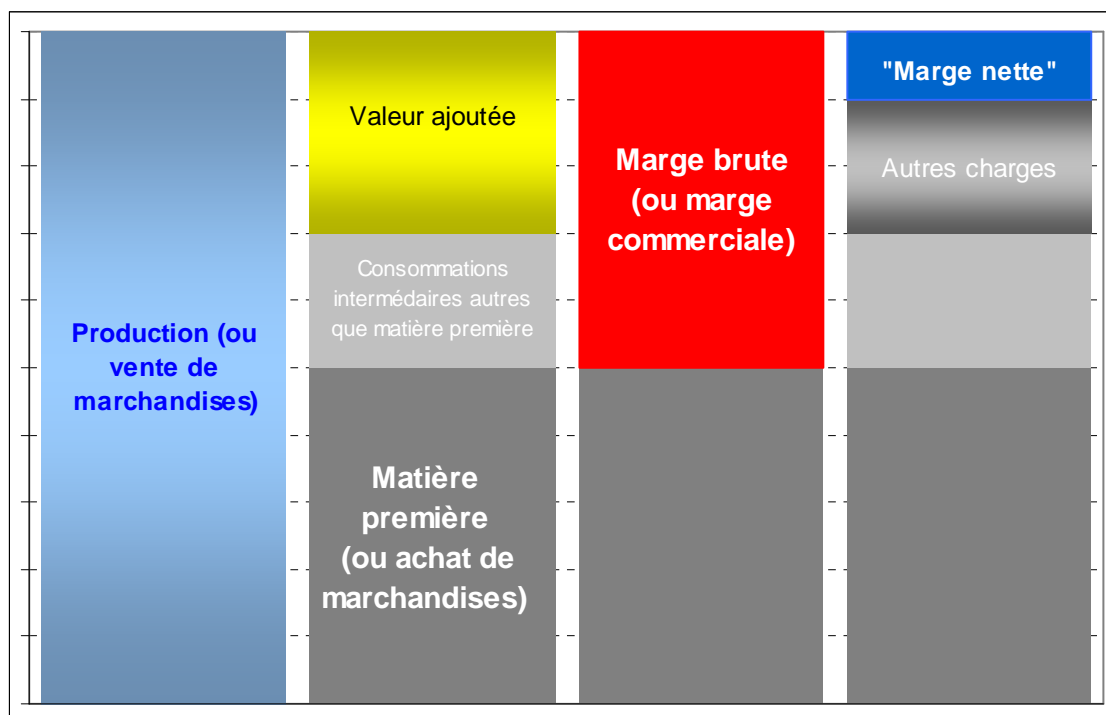 Production (ou
vente de
marchandises)
Valeur ajoutée
Consommations
intermédaires autres
que matière première
Matière
première
(ou achat de
marchandises)
Marge brute
(ou marge
commerciale)
"Marge nette"
Autres charges